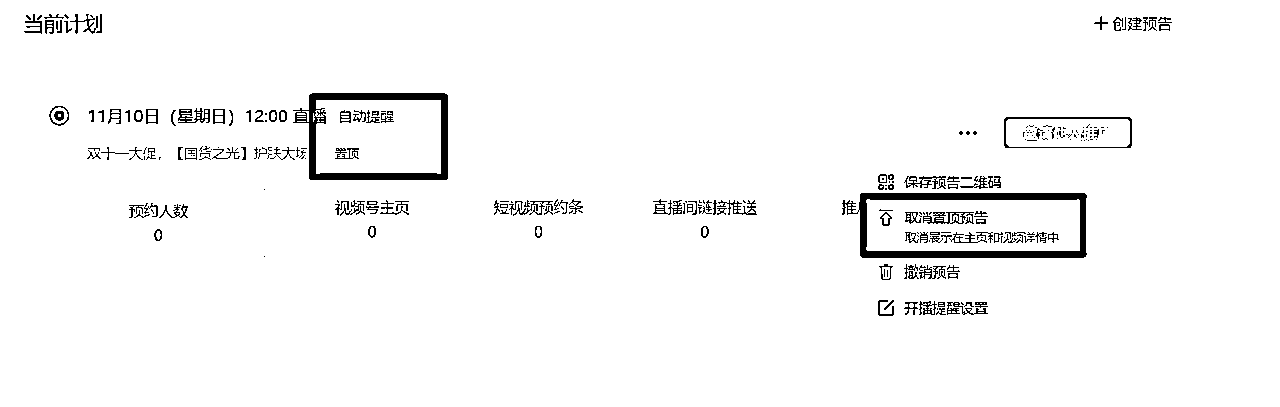 当前计划
创建预告
11月10日（星期日）12:00 直播 自动提醒
双十一大促，【国货之光】护肤大场 置顶
保存预告二维码
预约人数 视频号主页 短视频预约条 直播间链接推送 推广
0 0 0 0
取消置顶预告
取消展示在主页和视频详情中
撤销预告
开播提醒设置